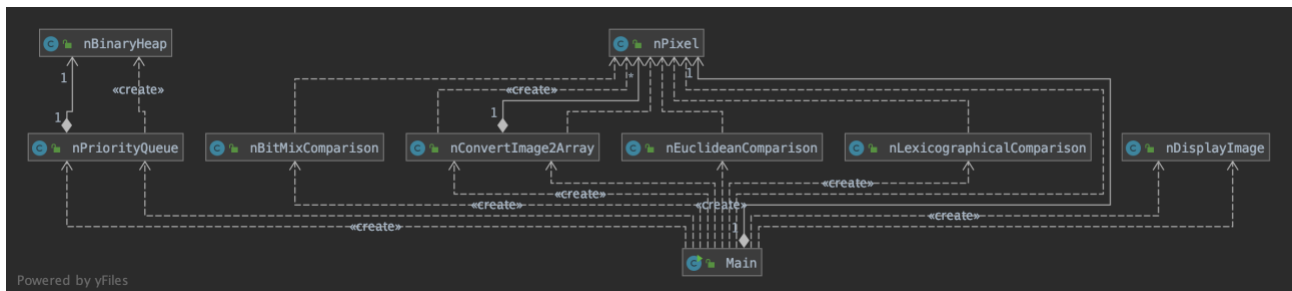 nBinaryHeap
nPixel
1
*
1
«create»
«create»
1
1
nPriorityQueue
nBitMixComparison
nConvertImage2Array
nEuclideanComparison
nLexicographicalComparison
nDisplayImage
«create»
«create»
«create»
«create»
«create»
«create»
1
Main
Powered by yFiles